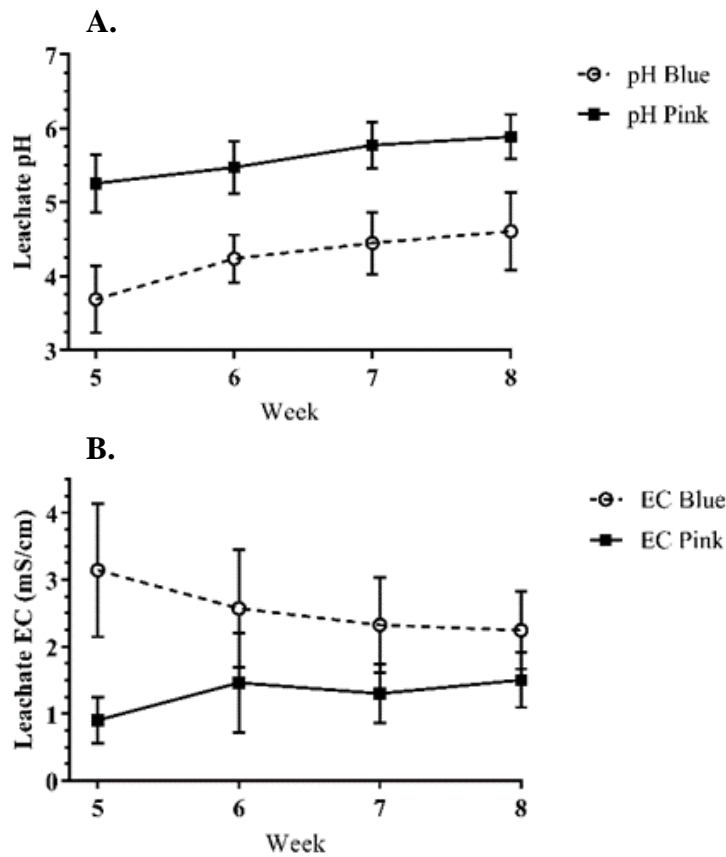 A.
7
6
5
4
3
Leachate pH
5 6 7 8
Week
pH Blue
pH Pink
B.
4
3
2
1
0
Leachate EC (mS/cm)
5 6 7 8
Week
EC Blue
EC Pink